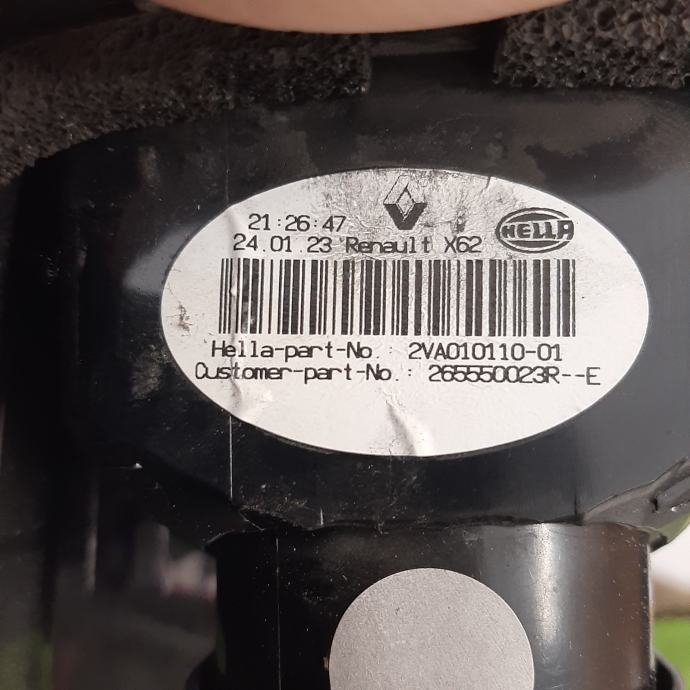 21:26:47
24.01.23 Renault X62
HELLA
Hella-part-No.: 2VA010110-01
Customer-part-No.: 265550023R--E